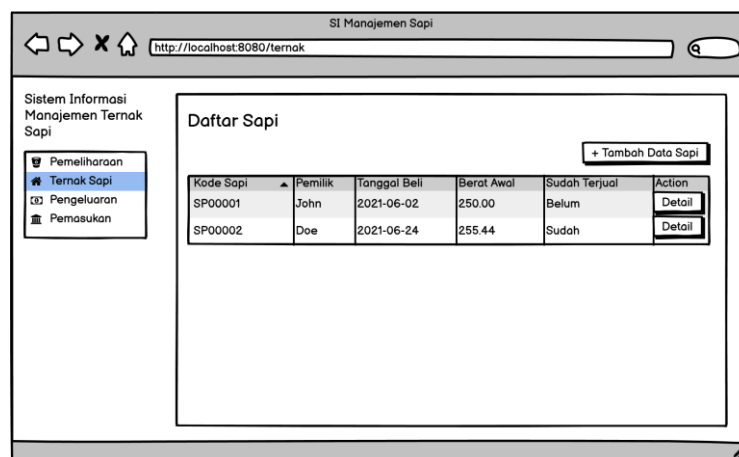 SI Manajemen Sapi
http://localhost:8080/ternak
Sistem Informasi
Manajemen Ternak
Sapi
Pemeliharaan
Ternak Sapi
Pengeluaran
Pemasukan
Daftar Sapi
+ Tambah Data Sapi
Kode Sapi Pemilik Tanggal Beli Berat Awal Sudah Terjual Action
SP00001 John 2021-06-02 250.00 Belum Detail
SP00002 Doe 2021-06-24 255.44 Sudah Detail